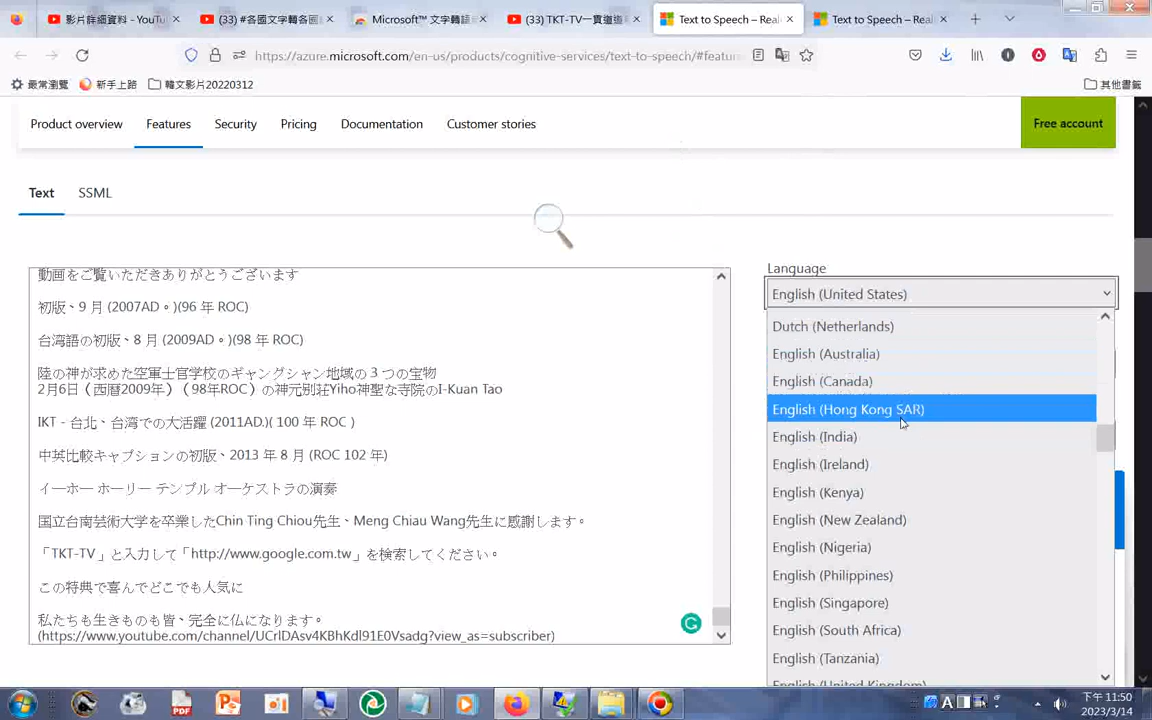 影片詳細資料 - YouTu
(33) #各國文字轉各國
Microsoft™ 文字轉語
(33) TKT-TV一貫道德
Text to Speech – Real
Text to Speech – Real
https://azure.microsoft.com/en-us/products/cognitive-services/text-to-speech/#featur
最常瀏覽
新手上路
韓文影片20220312
其他書籤
Product overview
Features
Security
Pricing
Documentation
Customer stories
Free account
Text
SSML
動画をご覧いただきありがとうございます
初版、9 月 (2007AD。)(96 年 ROC)
台湾語の初版、8 月 (2009AD。)(98 年 ROC)
陸の神が求めた空軍士官学校のギャングシャン地域の 3 つの宝物
2月6日（西暦2009年）（98年ROC）の神元别荘Yiho神聖な寺院のI-Kuan Tao
IKT - 台北、台湾での大活躍 (2011AD.)( 100 年 ROC )
中英比較キャプションの初版、2013 年 8 月 (ROC 102 年)
イーホー ホーリー テンプル オーケストラの演奏
国立台南芸術大学を卒業したChin Ting Chiou先生、Meng Chiau Wang先生に感謝します。
「TKT-TV」と入力して「http://www.google.com.tw」を検索してください。
この特典で喜んでどこでも人気に
私たちも生きものも皆、完全に仏になります。
(https://www.youtube.com/channel/UCrlDAsv4KBhKdl91E0Vsadg?view_as=subscriber)
Language
English (United States)
Dutch (Netherlands)
English (Australia)
English (Canada)
English (Hong Kong SAR)
English (India)
English (Ireland)
English (Kenya)
English (New Zealand)
English (Nigeria)
English (Philippines)
English (Singapore)
English (South Africa)
English (Tanzania)
English (United Kingdom)
下午 11:50
2023/3/14